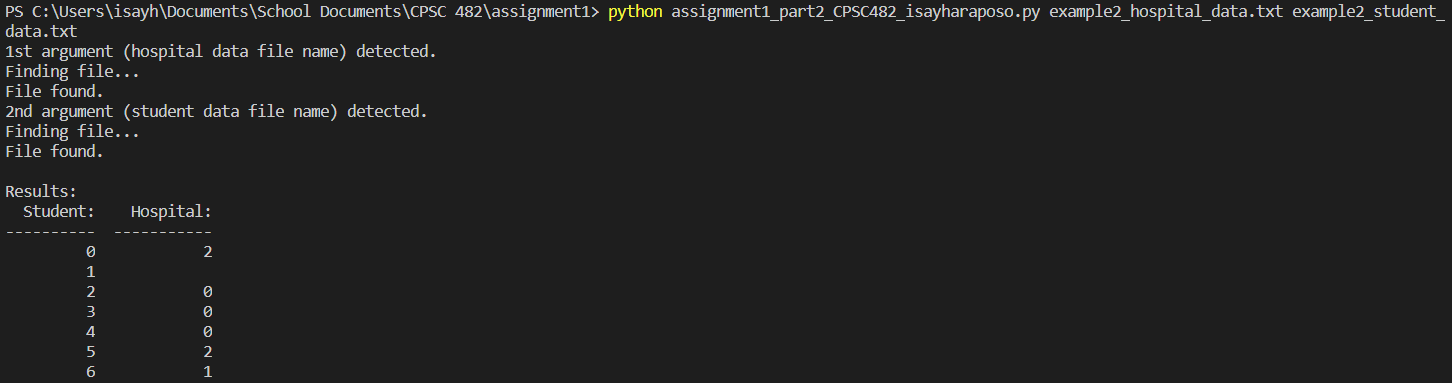 PS C:\Users\isayh\Documents\School Documents\CPSC 482\assignment1> python assignment1_part2_CPSC482_isayharaposo.py example2_hospital_data.txt example2_student_
data.txt
1st argument (hospital data file name) detected.
Finding file...
File found.
2nd argument (student data file name) detected.
Finding file...
File found.

Results:
  Student:    Hospital:
----------  -----------
         0            2
         1
         2            0
         3            0
         4            0
         5            2
         6            1